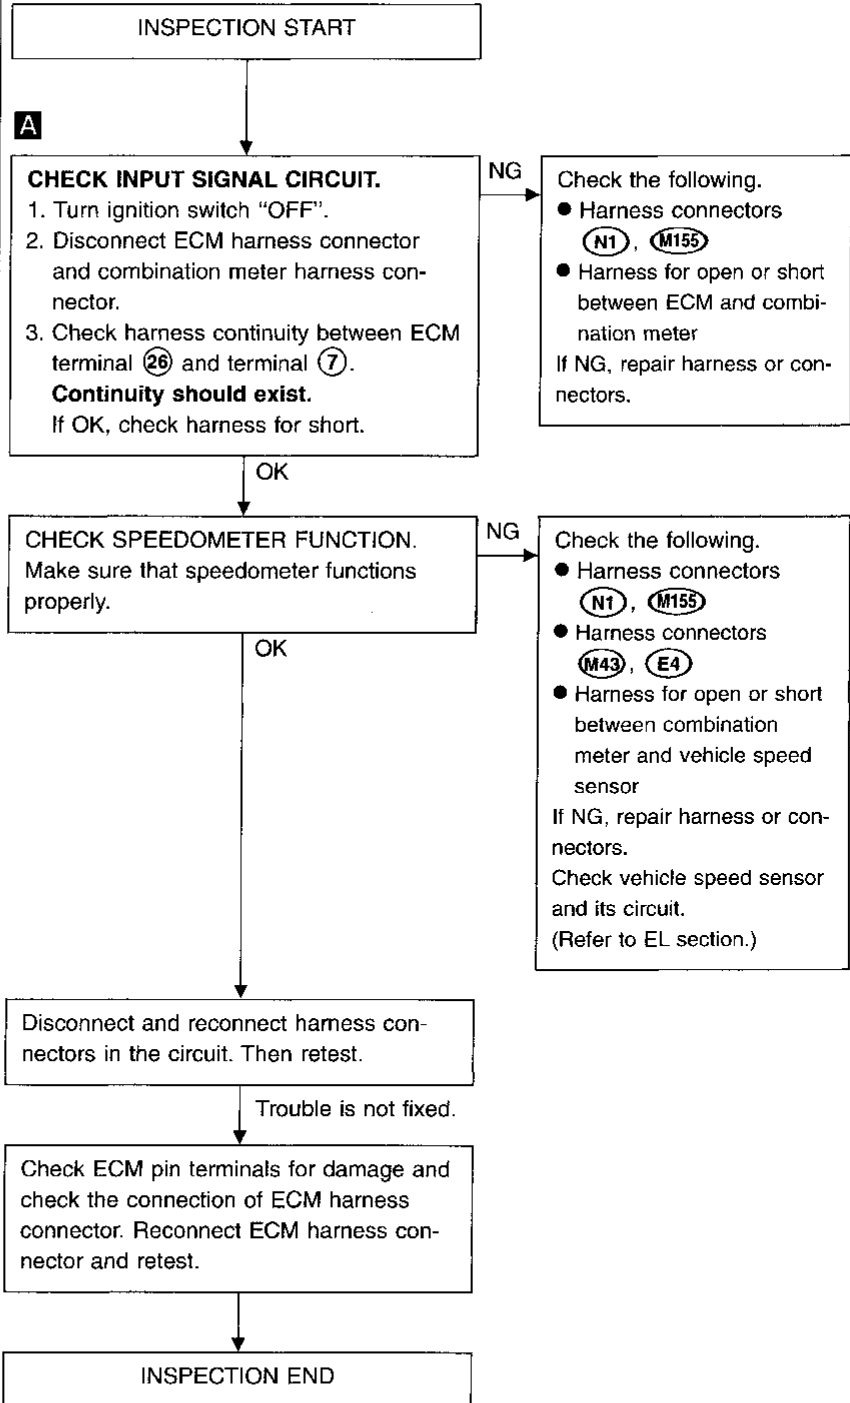 INSPECTION START
A
CHECK INPUT SIGNAL CIRCUIT.
1. Turn ignition switch “OFF”.
2. Disconnect ECM harness connector
and combination meter harness con-
nector.
3. Check harness continuity between ECM
terminal 26 and terminal 7.
Continuity should exist.
If OK, check harness for short.
NG
Check the following.
● Harness connectors
N1, M155
● Harness for open or short
between ECM and combi-
nation meter
If NG, repair harness or con-
nectors.
OK
CHECK SPEEDOMETER FUNCTION.
Make sure that speedometer functions
properly.
NG
Check the following.
● Harness connectors
N1, M155
● Harness connectors
M43, E4
● Harness for open or short
between combination
meter and vehicle speed
sensor
If NG, repair harness or con-
nectors.
Check vehicle speed sensor
and its circuit.
(Refer to EL section.)
OK
Disconnect and reconnect harness con-
nectors in the circuit. Then retest.
Trouble is not fixed.
Check ECM pin terminals for damage and
check the connection of ECM harness
connector. Reconnect ECM harness con-
nector and retest.
INSPECTION END